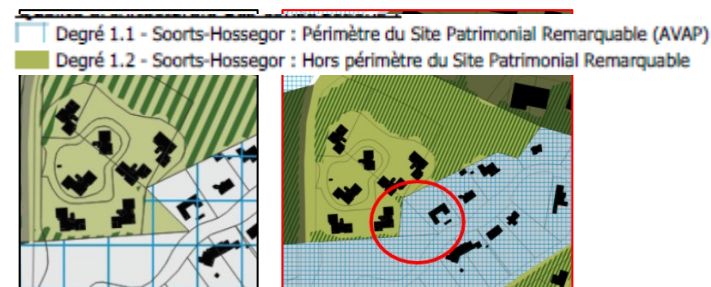 Degré 1.1 - Soorts-Hossegor : Périmètre du Site Patrimonial Remarquable (AVAP)
Degré 1.2 - Soorts-Hossegor : Hors périmètre du Site Patrimonial Remarquable